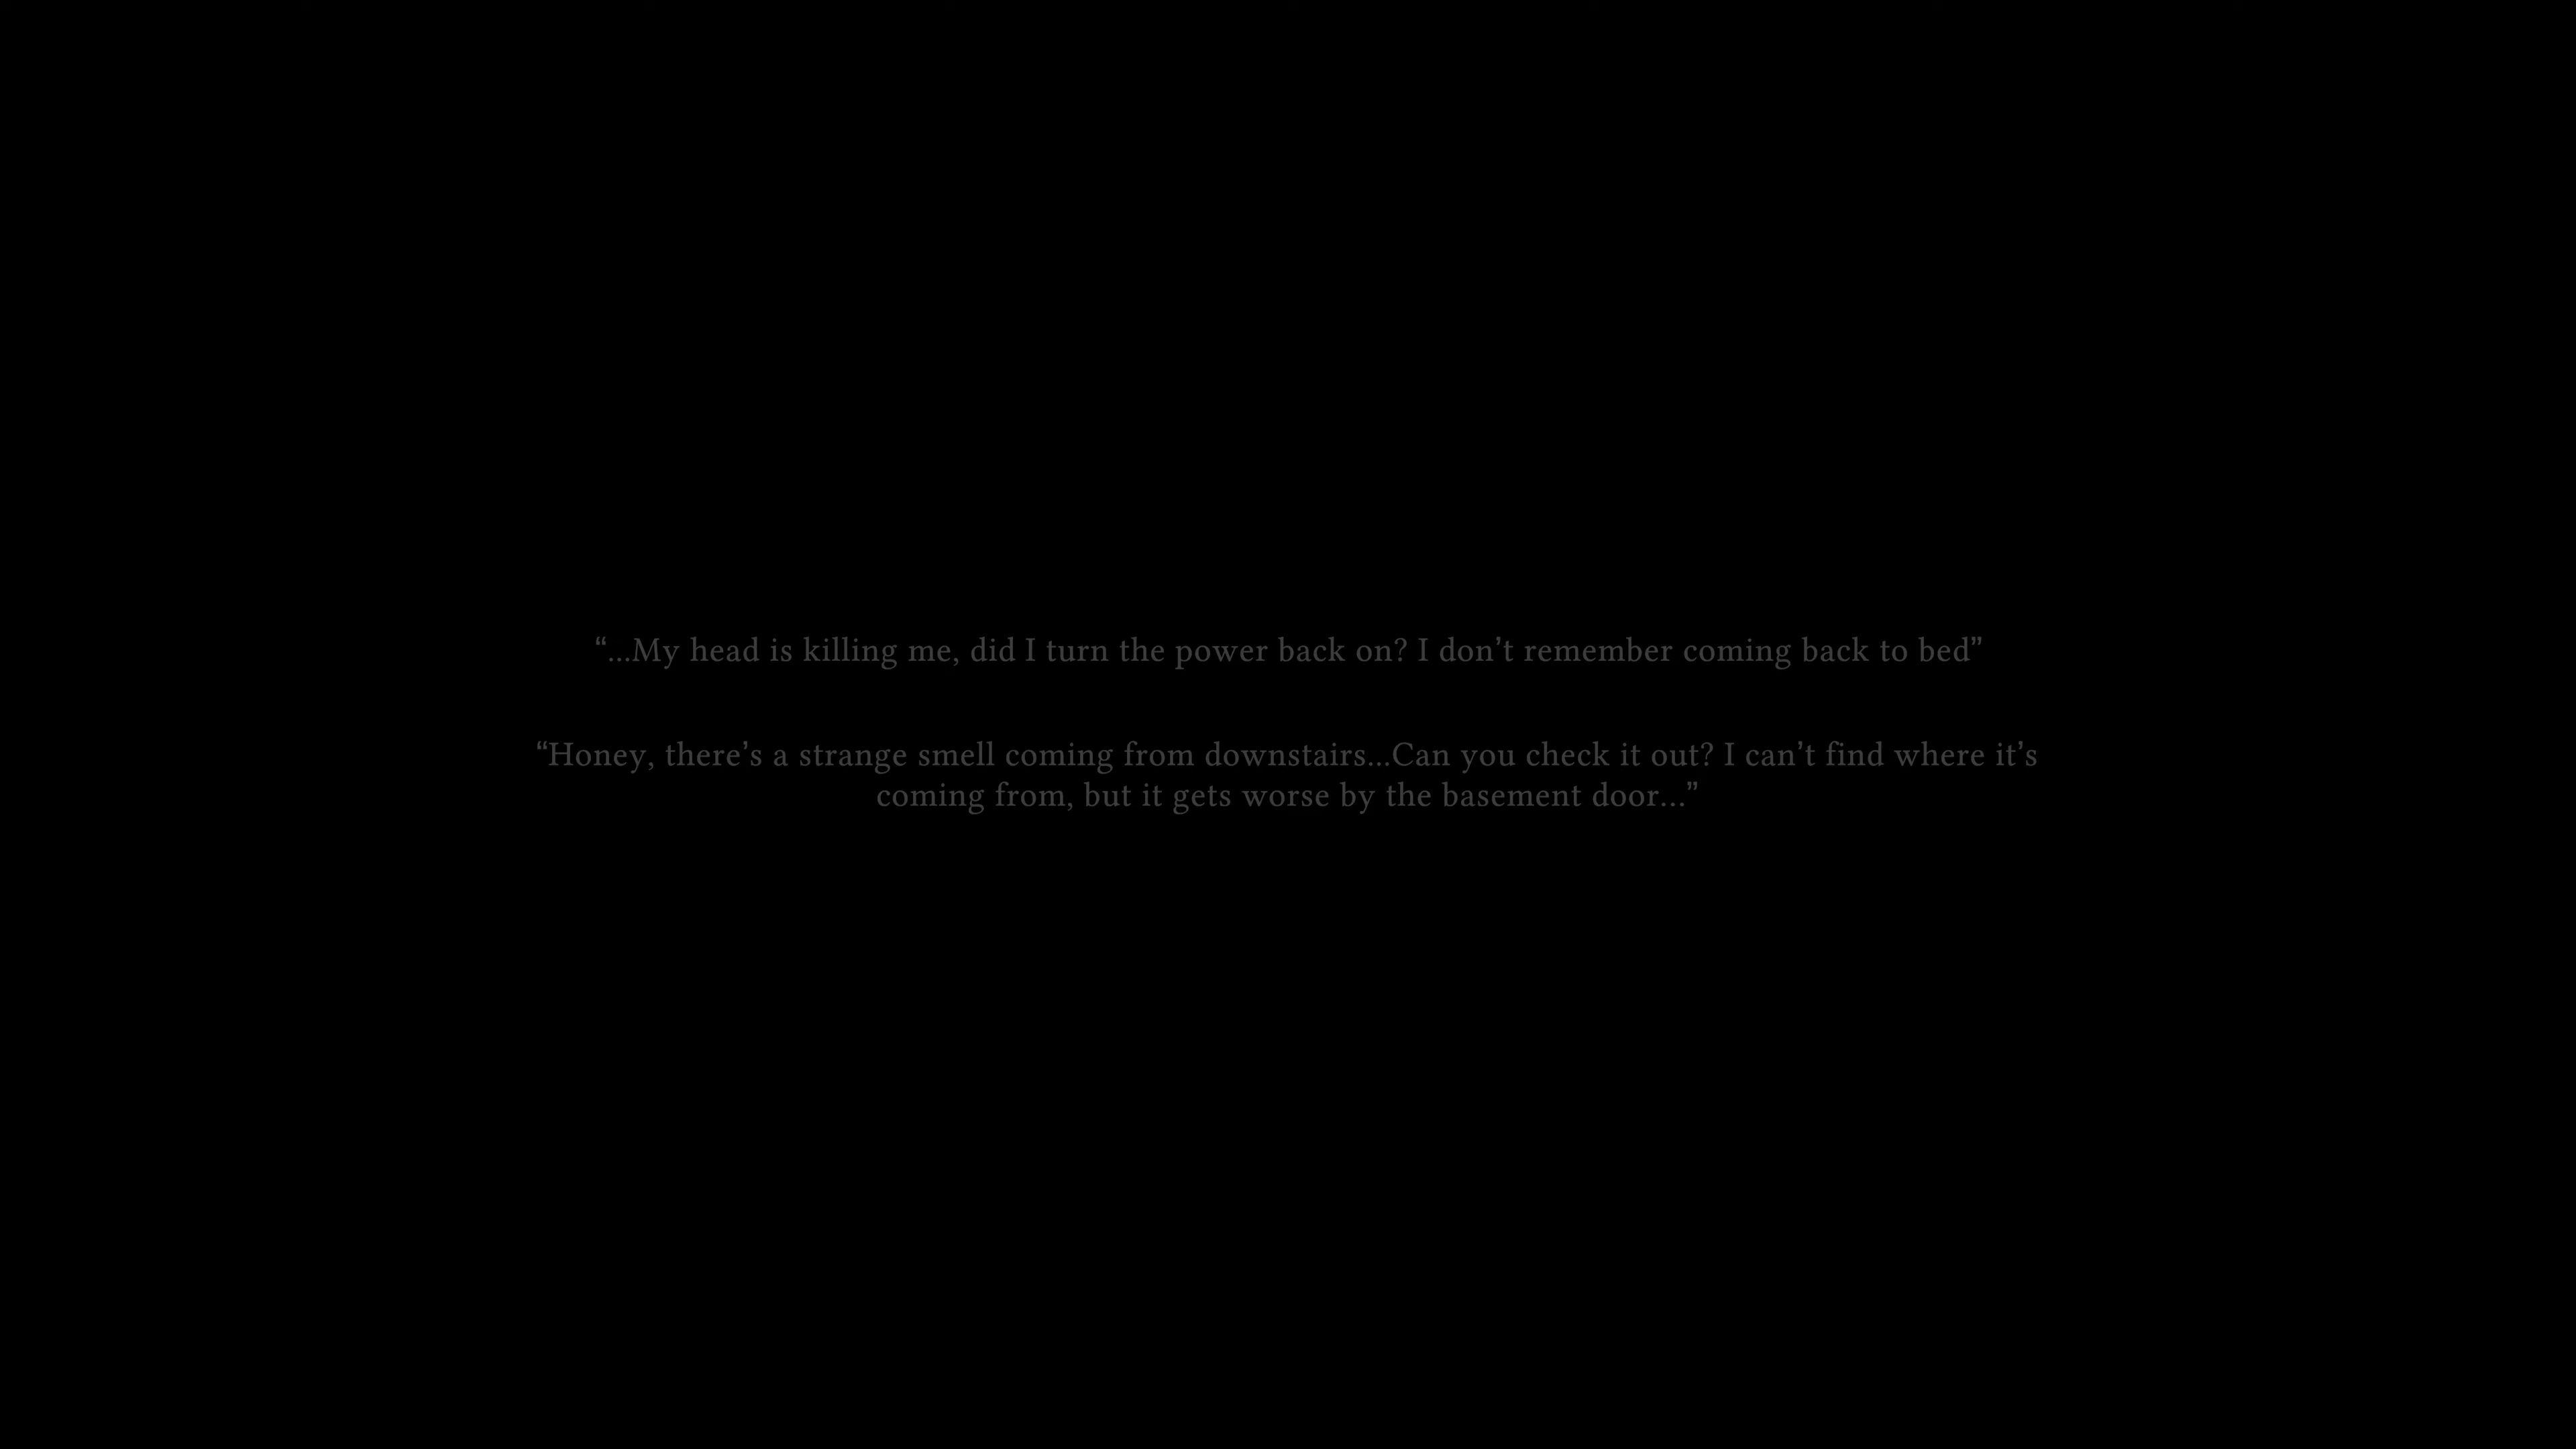 “...My head is killing me, did I turn the power back on? I don’t remember coming back to bed”
“Honey, there’s a strange smell coming from downstairs...Can you check it out? I can’t find where it’s
coming from, but it gets worse by the basement door...”